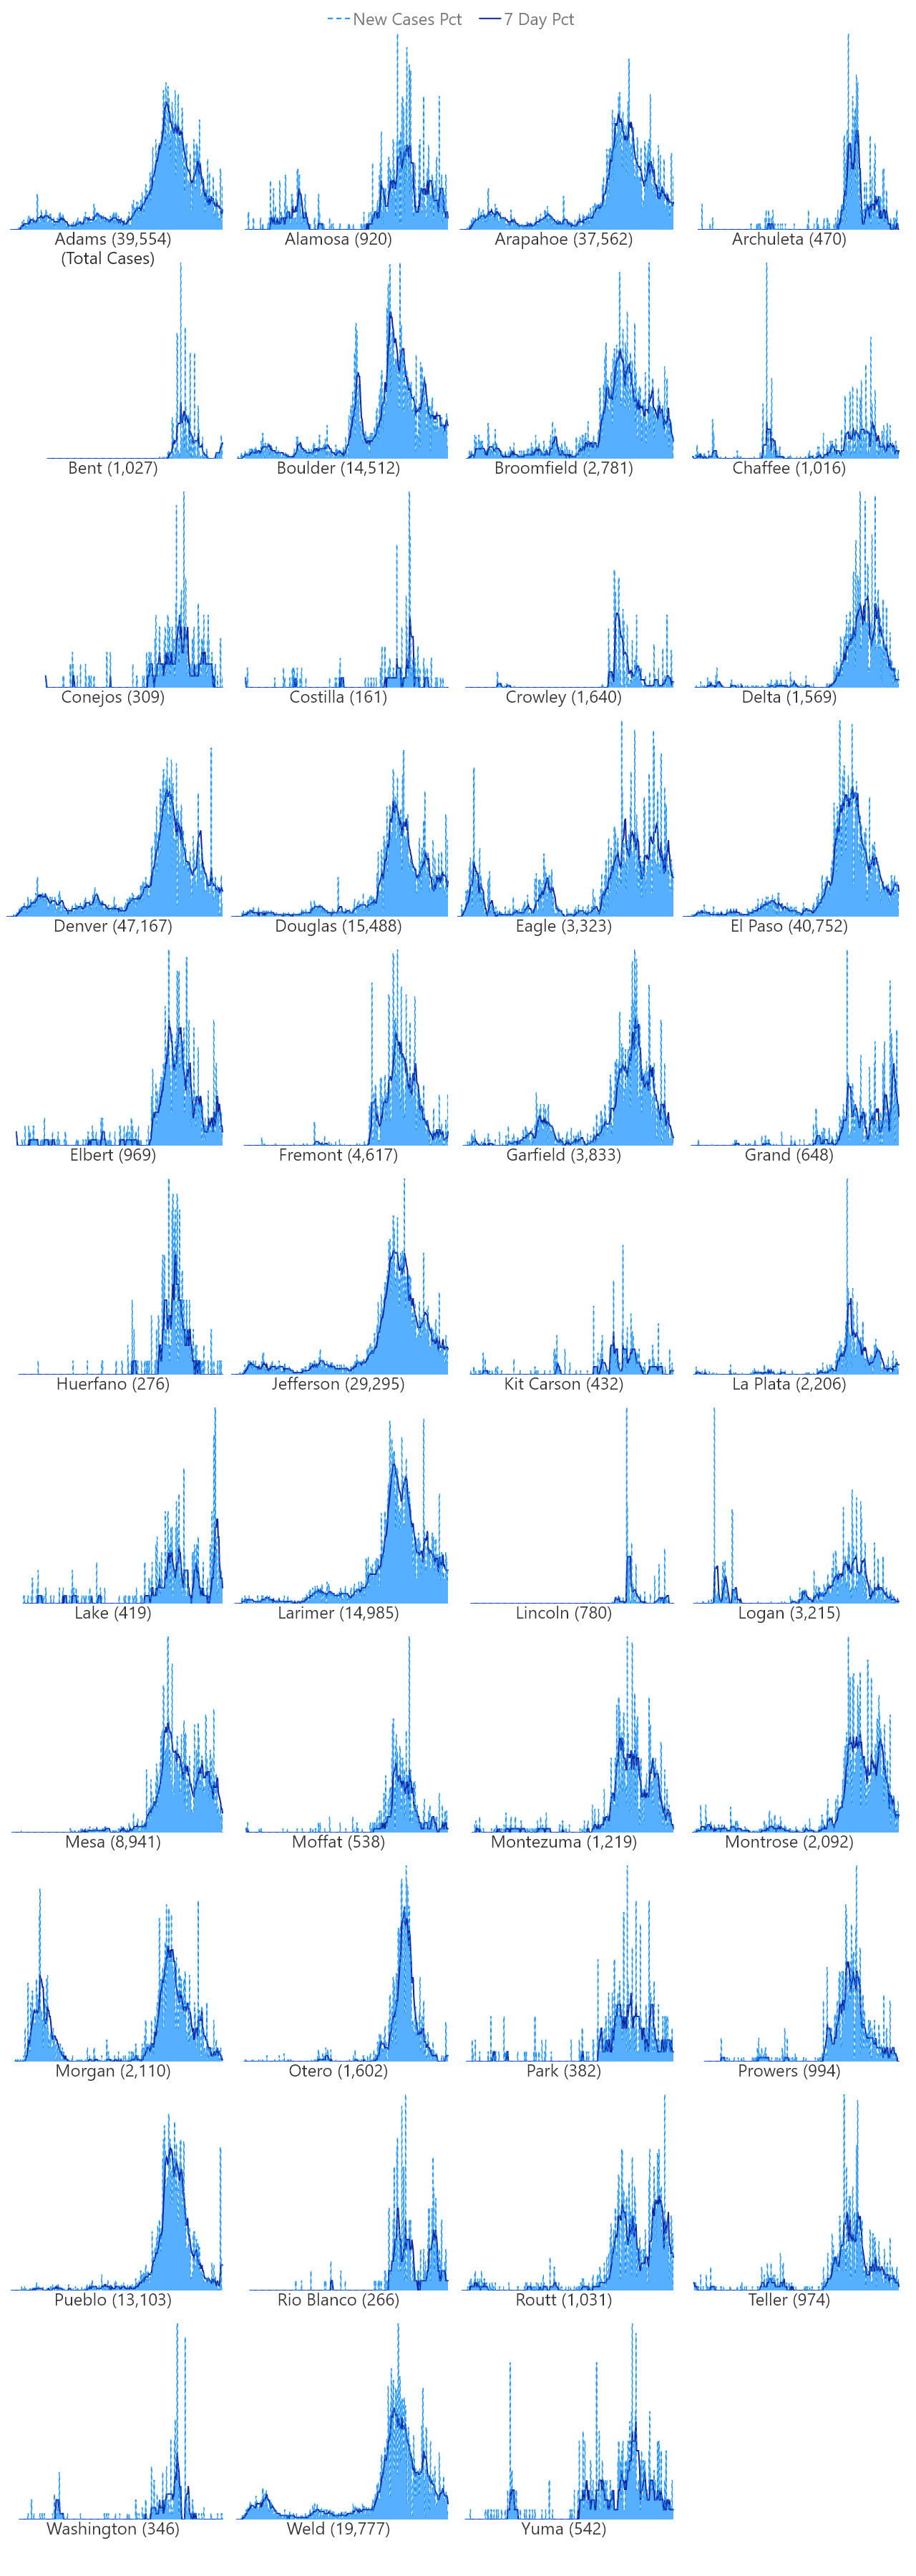 New Cases Pct 7 Day Pct
Adams (39,554) Alamosa (920) Arapahoe (37,562) Archuleta (470)
(Total Cases)
Bent (1,027) Boulder (14,512) Broomfield (2,781) Chaffee (1,016)
Conejos (309) Costilla (161) Crowley (1,640) Delta (1,569)
Denver (47,167) Douglas (15,488) Eagle (3,323) El Paso (40,752)
Elbert (969) Fremont (4,617) Garfield (3,833) Grand (648)
Huerfano (276) Jefferson (29,295) Kit Carson (432) La Plata (2,206)
Lake (419) Larimer (14,985) Lincoln (780) Logan (3,215)
Mesa (8,941) Moffat (538) Montezuma (1,219) Montrose (2,092)
Morgan (2,110) Otero (1,602) Park (382) Prowers (994)
Pueblo (13,103) Rio Blanco (266) Routt (1,031) Teller (974)
Washington (346) Weld (19,777) Yuma (542)